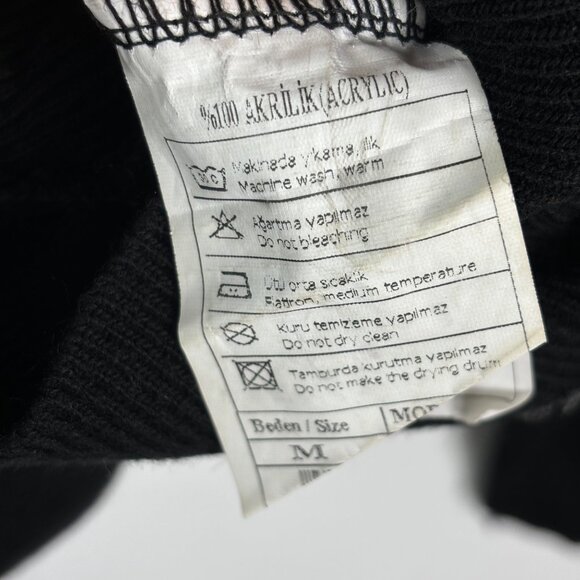 %100 AKRİLİK(ACRYLIC)
Makinada yıkama, ılık
Machine wash, warm
Ağartma yapılmaz
Do not bleaching
Ütü orta sıcaklık
Flatiron, medium temperature
Kuru temizleme yapılmaz
Do not dry clean
Tamburda kurutma yapılmaz
Do not make the drying drum
Beden / Size
M